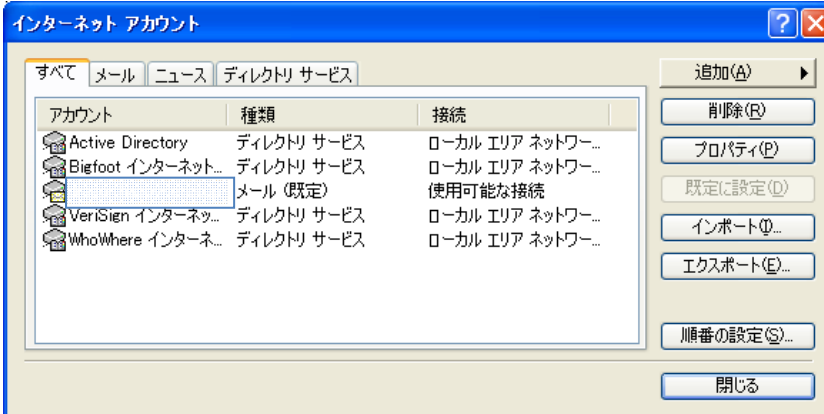 インターネット アカウント
すべて メール ニュース ディレクトリ サービス
追加(A)
アカウント 種類 接続
削除(R)
Active Directory ディレクトリ サービス ローカル エリア ネットワー...
プロパティ(P)
Bigfoot インターネット... ディレクトリ サービス ローカル エリア ネットワー...
メール (既定) 使用可能な接続
既定に設定(D)
VeriSign インターネッ... ディレクトリ サービス ローカル エリア ネットワー...
インポート(I)...
WhoWhere インターネ... ディレクトリ サービス ローカル エリア ネットワー...
エクスポート(E)...
順番の設定(S)...
閉じる